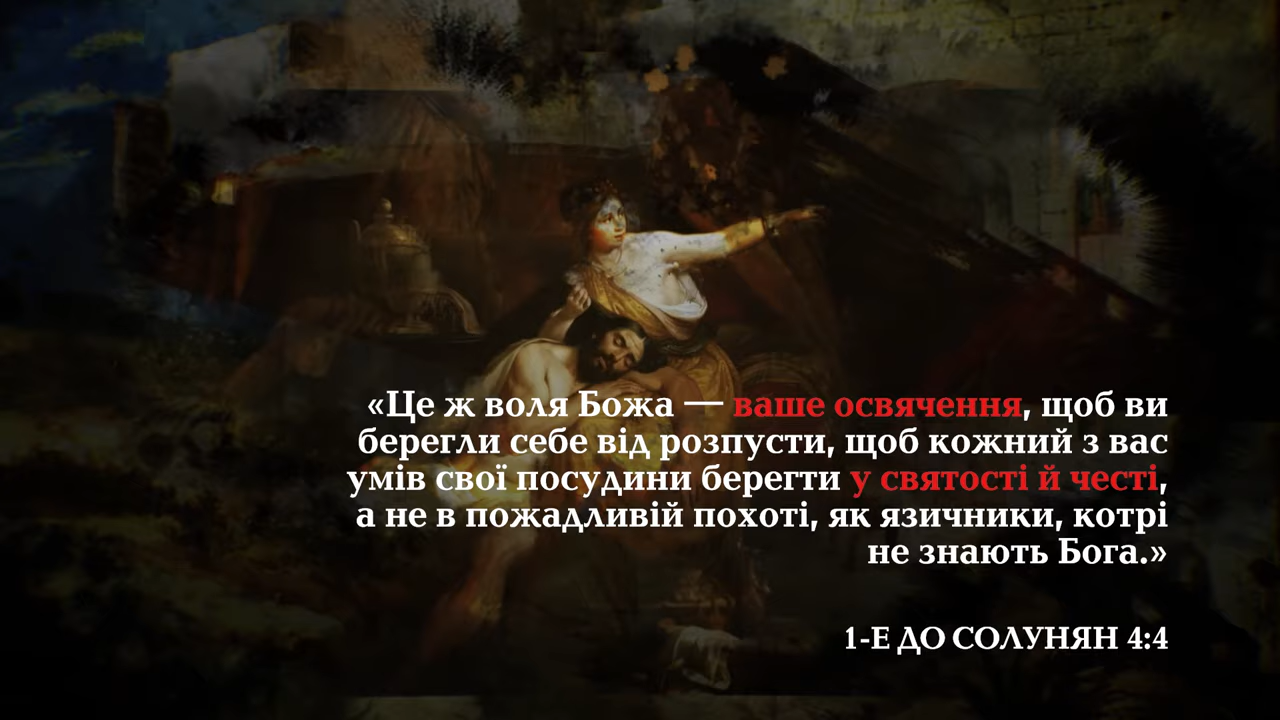 «Це ж воля Божа — ваше освячення, щоб ви
берегли себе від розпусти, щоб кожний з вас
умів свої посудини берегти у святості й честі,
а не в пожадливій похоті, як язичники, котрі
не знають Бога.»
1-Е ДО СОЛУНЯН 4:4